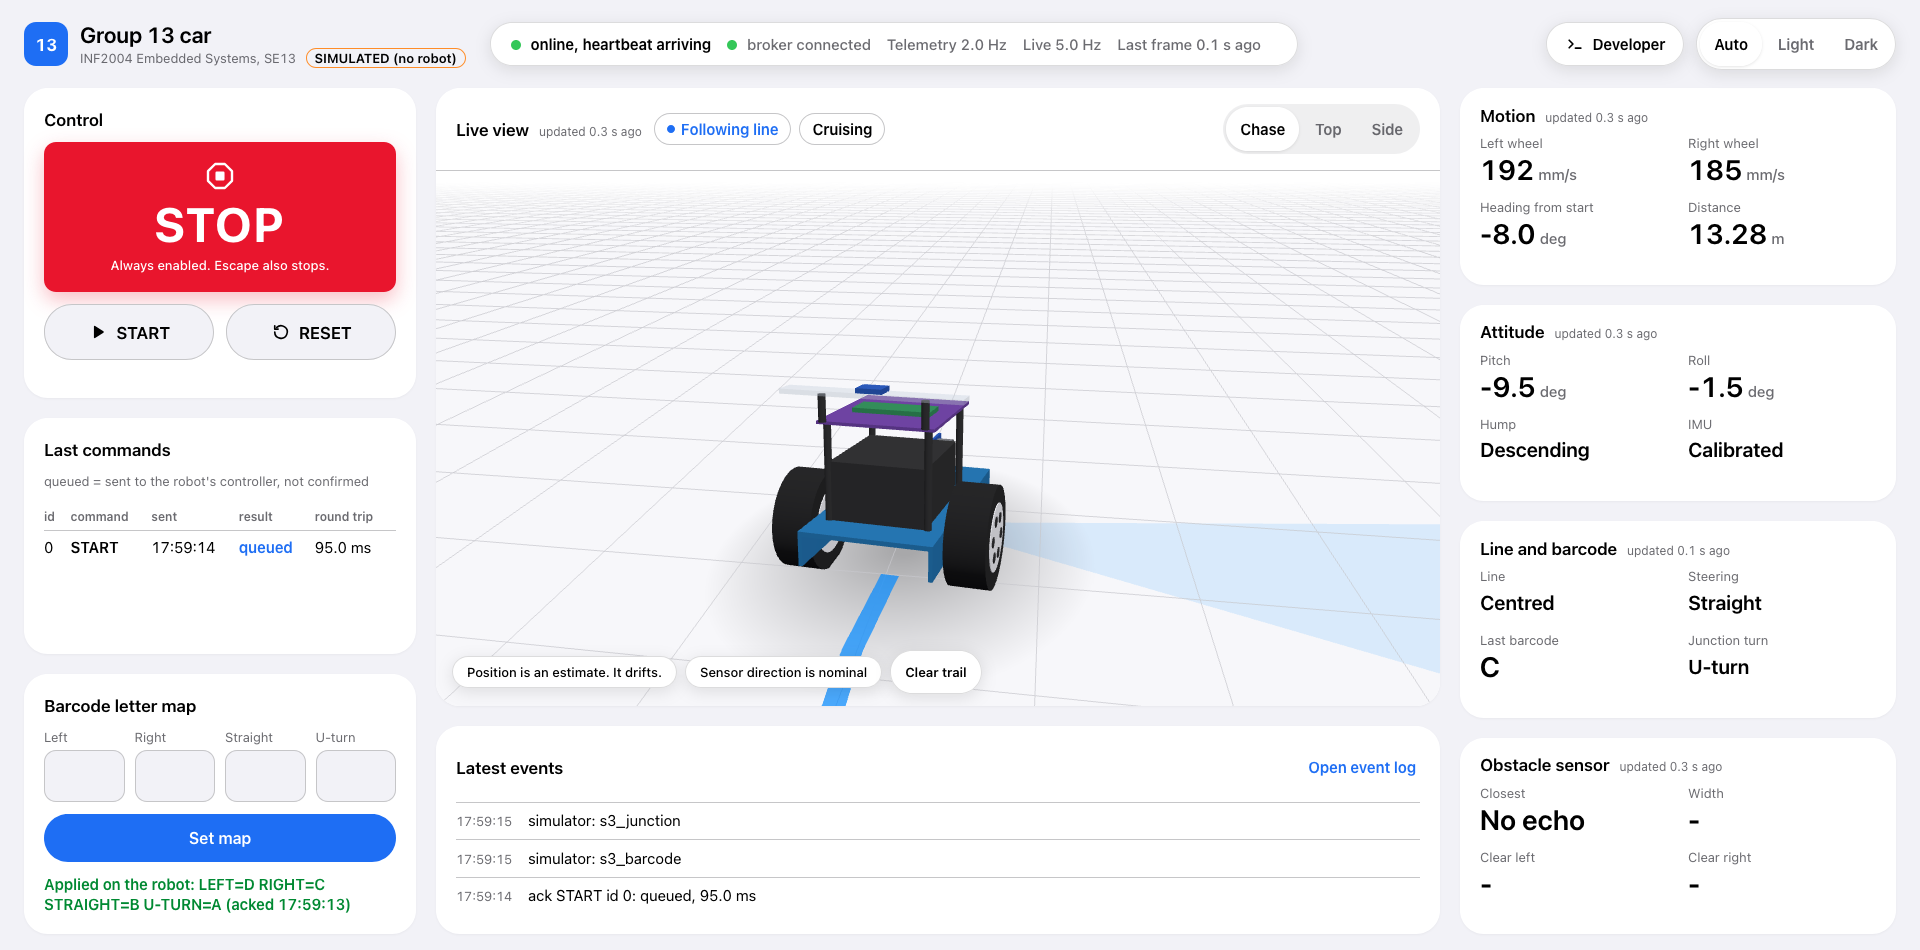 13
Group 13 car
INF2004 Embedded Systems, SE13
SIMULATED (no robot)
online, heartbeat arriving
broker connected
Telemetry 2.0 Hz
Live 5.0 Hz
Last frame 0.1 s ago
Developer
Auto
Light
Dark
Control
STOP
Always enabled. Escape also stops.
START
RESET
Last commands
queued = sent to the robot's controller, not confirmed
id command sent result round trip
0 START 17:59:14 queued 95.0 ms
Barcode letter map
Left Right Straight U-turn
Set map
Applied on the robot: LEFT=D RIGHT=C
STRAIGHT=B U-TURN=A (acked 17:59:13)
Live view updated 0.3 s ago
Following line
Cruising
Chase
Top
Side
Position is an estimate. It drifts.
Sensor direction is nominal
Clear trail
Latest events
Open event log
17:59:15 simulator: s3_junction
17:59:15 simulator: s3_barcode
17:59:14 ack START id 0: queued, 95.0 ms
Motion updated 0.3 s ago
Left wheel Right wheel
192 mm/s 185 mm/s
Heading from start Distance
-8.0 deg 13.28 m
Attitude updated 0.3 s ago
Pitch Roll
-9.5 deg -1.5 deg
Hump IMU
Descending Calibrated
Line and barcode updated 0.1 s ago
Line Steering
Centred Straight
Last barcode Junction turn
C U-turn
Obstacle sensor updated 0.3 s ago
Closest Width
No echo -
Clear left Clear right
- -